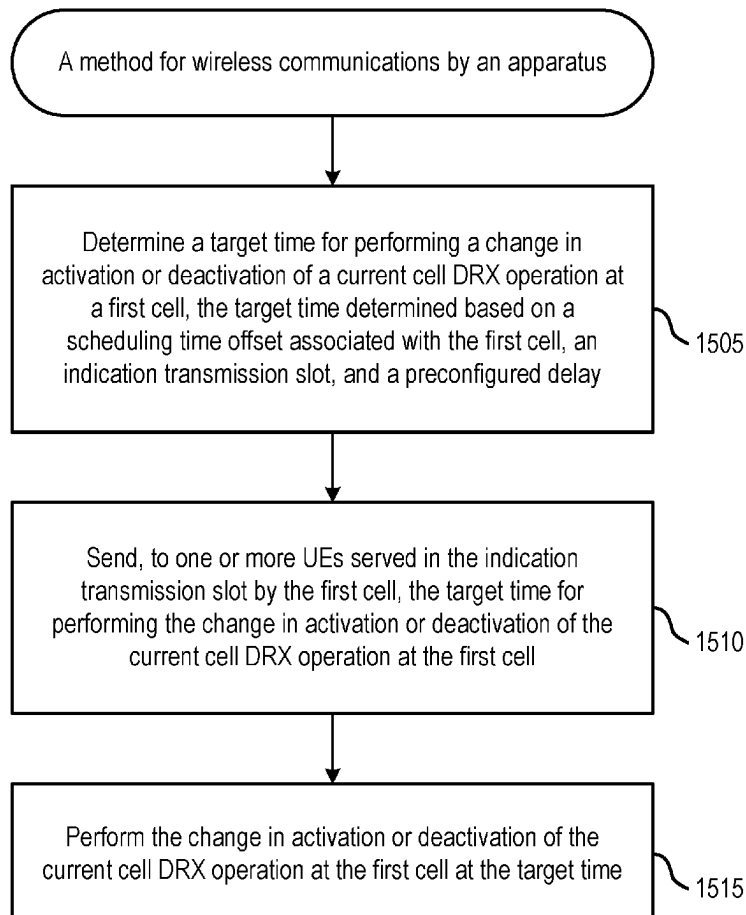 A method for wireless communications by an apparatus
Determine a target time for performing a change in
activation or deactivation of a current cell DRX operation at
a first cell, the target time determined based on a
scheduling time offset associated with the first cell, an
indication transmission slot, and a preconfigured delay
1505
Send, to one or more UEs served in the indication
transmission slot by the first cell, the target time for
performing the change in activation or deactivation of the
current cell DRX operation at the first cell
1510
Perform the change in activation or deactivation of the
current cell DRX operation at the first cell at the target time
1515